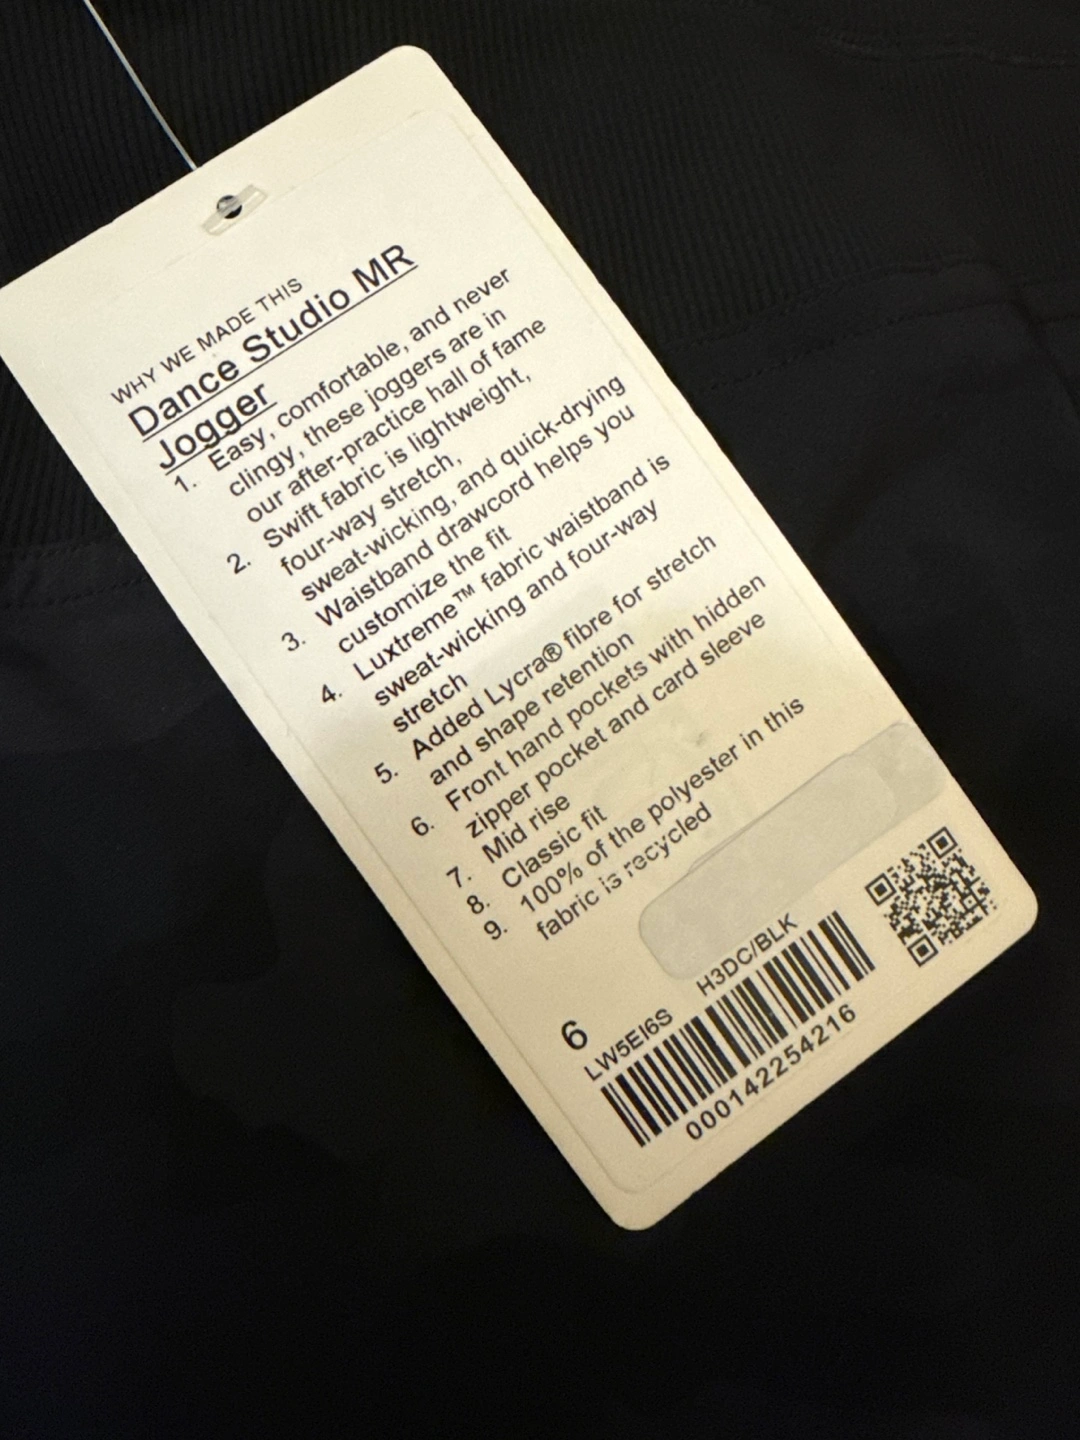 WHY WE MADE THIS
Dance Studio MR
Jogger
1. Easy, comfortable, and never
clingy, these joggers are in
our after-practice hall of fame
2. Swift fabric is lightweight,
four-way stretch,
sweat-wicking, and quick-drying
3. Waistband drawcord helps you
customize the fit
4. Luxtreme™ fabric waistband is
sweat-wicking and four-way
stretch
5. Added Lycra® fibre for stretch
and shape retention
6. Front hand pockets with hidden
zipper pocket and card sleeve
7. Mid rise
8. Classic fit
9. 100% of the polyester in this
fabric is recycled
6
LW5EI6S H3DC/BLK
000142254216